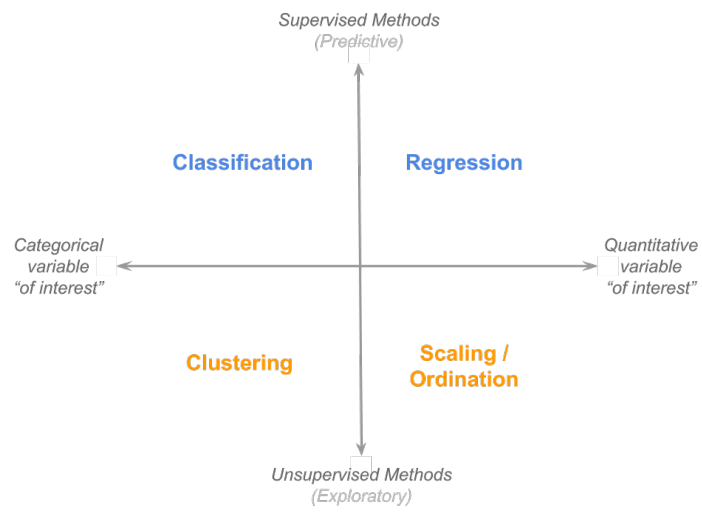 Supervised Methods
(Predictive)
Classification
Regression
Categorical
variable
“of interest”
Quantitative
variable
“of interest”
Clustering
Scaling /
Ordination
Unsupervised Methods
(Exploratory)